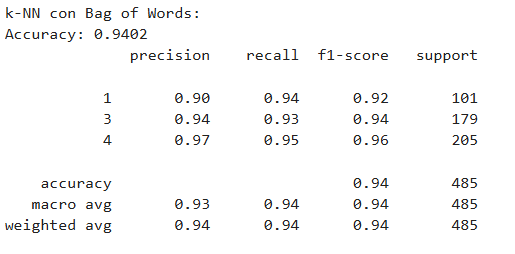 k-NN con Bag of Words:
Accuracy: 0.9402
precision recall f1-score support
1 0.90 0.94 0.92 101
3 0.94 0.93 0.94 179
4 0.97 0.95 0.96 205
accuracy 0.94 485
macro avg 0.93 0.94 0.94 485
weighted avg 0.94 0.94 0.94 485